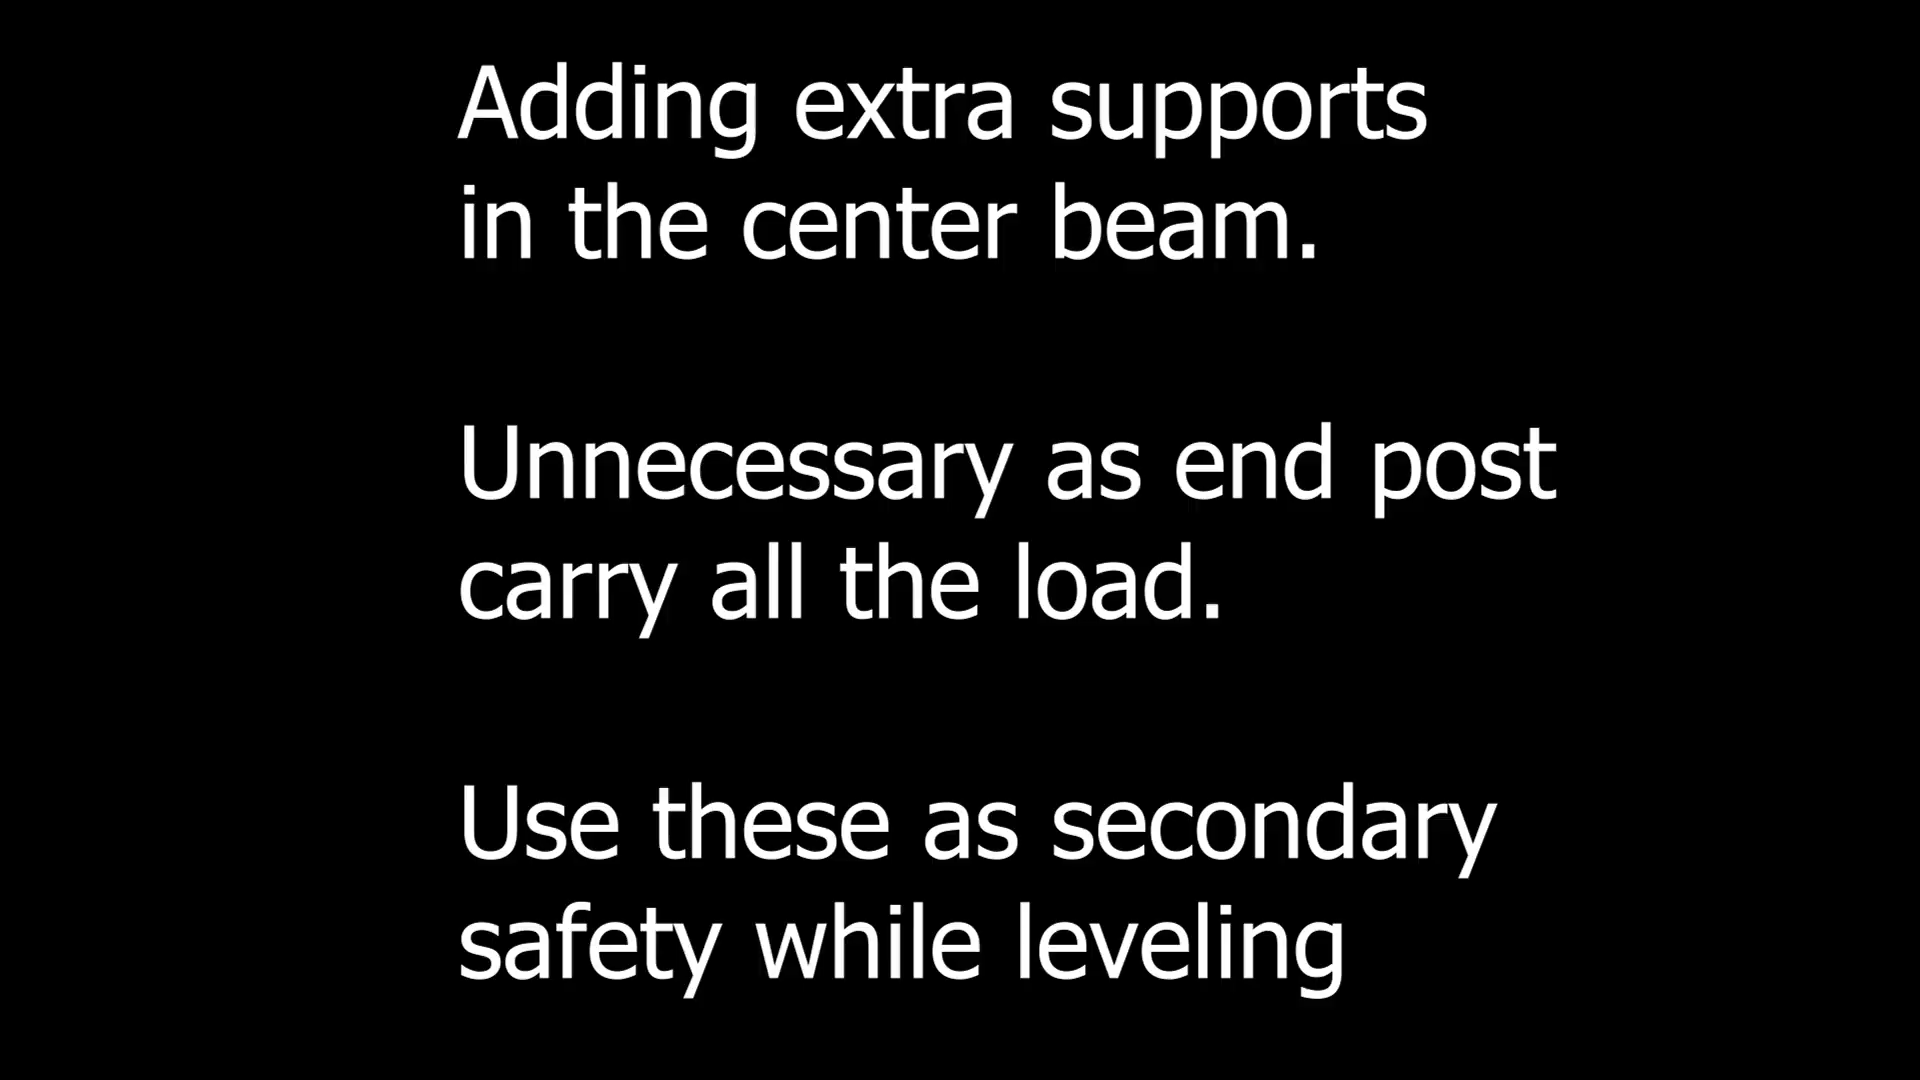 Adding extra supports
in the center beam.
Unnecessary as end post
carry all the load.
Use these as secondary
safety while leveling